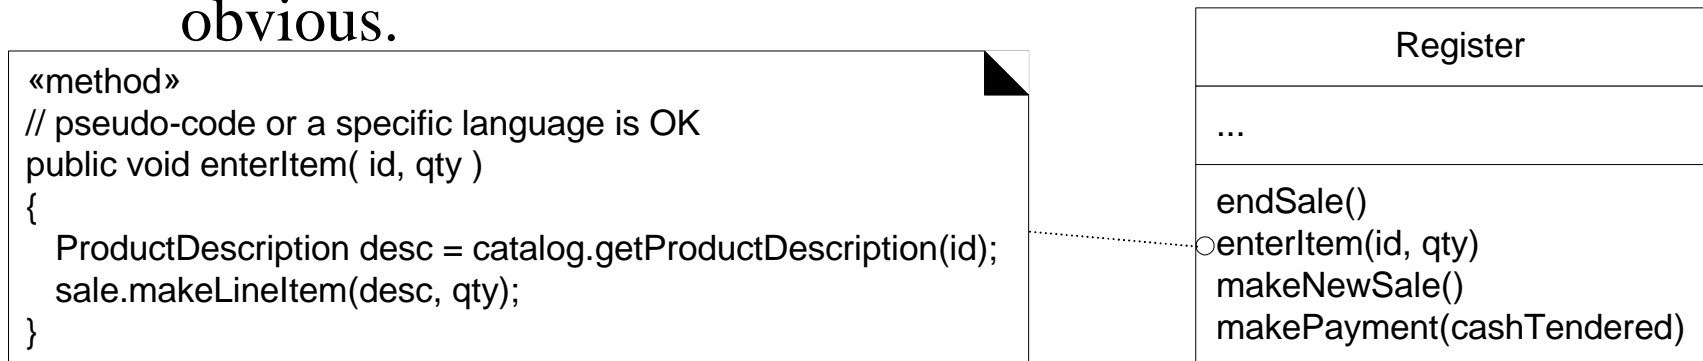 obvious.
«method»
// pseudo-code or a specific language is OK
public void enterItem( id, qty )
{
ProductDescription desc = catalog.getProductDescription(id);
sale.makeLineItem(desc, qty);
}
Register
...
endSale()
enterItem(id, qty)
makeNewSale()
makePayment(cashTendered)